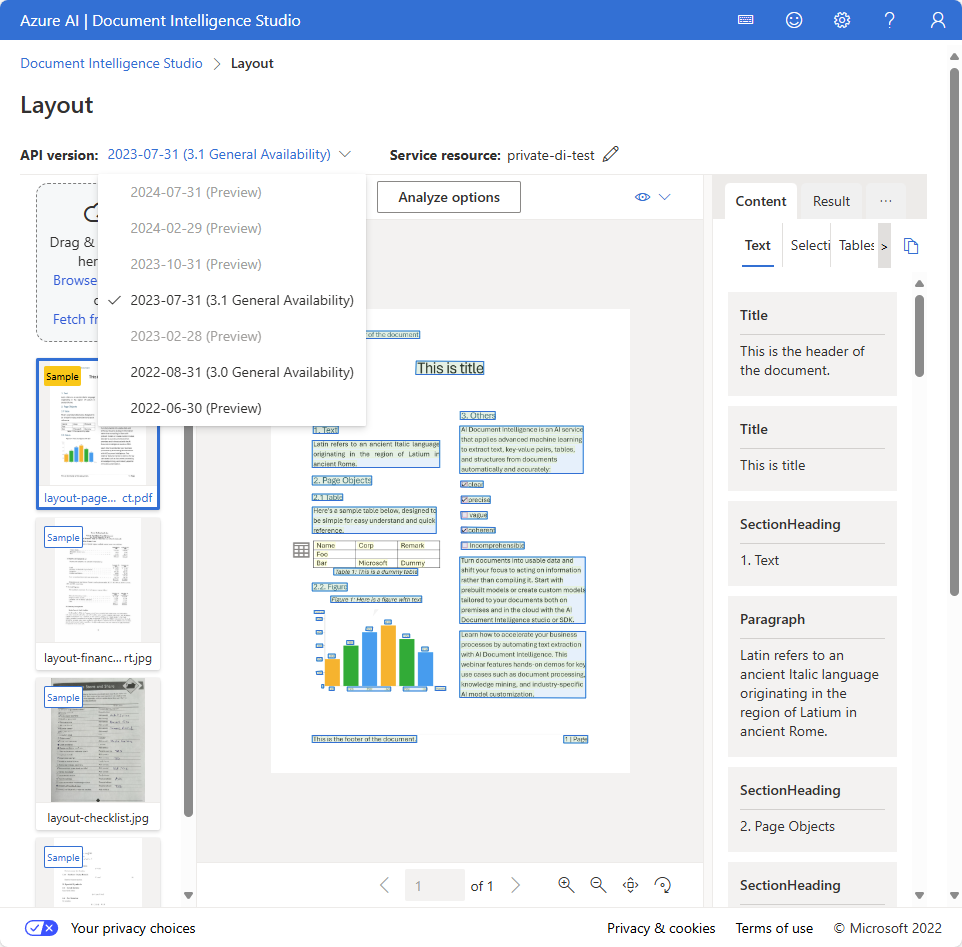 Azure AI | Document Intelligence Studio
Document Intelligence Studio > Layout
Layout
API version: 2023-07-31 (3.1 General Availability)
Service resource: private-di-test
2024-07-31 (Preview)
2024-02-29 (Preview)
2023-10-31 (Preview)
2023-07-31 (3.1 General Availability)
2023-02-28 (Preview)
2022-08-31 (3.0 General Availability)
2022-06-30 (Preview)
Drag &
her
Browse
Fetch fr
Sample
layout-page... ct.pdf
Sample
layout-financ...rt.jpg
Sample
layout-checklist.jpg
Sample
Analyze options
of the document
This is title
1. Text
Latin refers to an ancient Italic language
originating in the region of Latium in
ancient Rome.
2. Page Objects
2.1 Table
Here's a sample table below, designed to
be simple for easy understand and quick
reference.
Name Corp Remark
Foo
Bar Microsoft Dummy
Table 1: This is a dummy table
2.2. Figure
Figure 1: Here is a figure with text
3. Others
AI Document Intelligence is an AI service
that applies advanced machine learning
to extract text, key-value pairs, tables,
and structures from documents
automatically and accurately:
clear
precise
vague
coherent
Incomprehensible
Turn documents into usable data and
shift your focus to acting on information
rather than compiling it. Start with
prebuilt models or create custom models
tailored to your documents both on
premises and in the cloud with the AI
Document Intelligence studio or SDK.
Learn how to accelerate your business
processes by automating text extraction
with AI Document Intelligence. This
webinar features hands-on demos for key
use cases such as document processing,
knowledge mining, and industry-specific
AI model customization.
This is the footer of the document.
1 | Page
1 of 1
Content Result ...
Text Selecti Tables >
Title
This is the header of
the document.
Title
This is title
SectionHeading
1. Text
Paragraph
Latin refers to an
ancient Italic language
originating in the
region of Latium in
ancient Rome.
SectionHeading
2. Page Objects
SectionHeading
Your privacy choices
Privacy & cookies Terms of use © Microsoft 2022